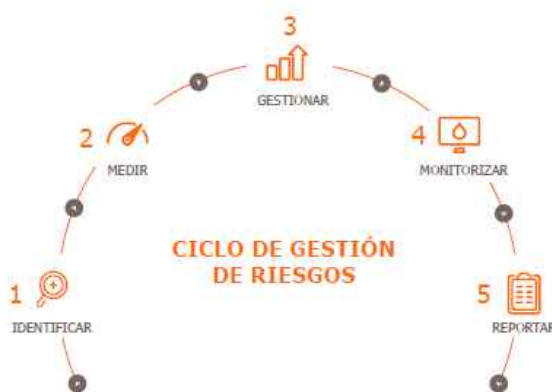 3
GESTIONAR
2
MEDIR
4
MONITORIZAR
CICLO DE GESTIÓN
DE RIESGOS
1
IDENTIFICAR
5
REPORTAR